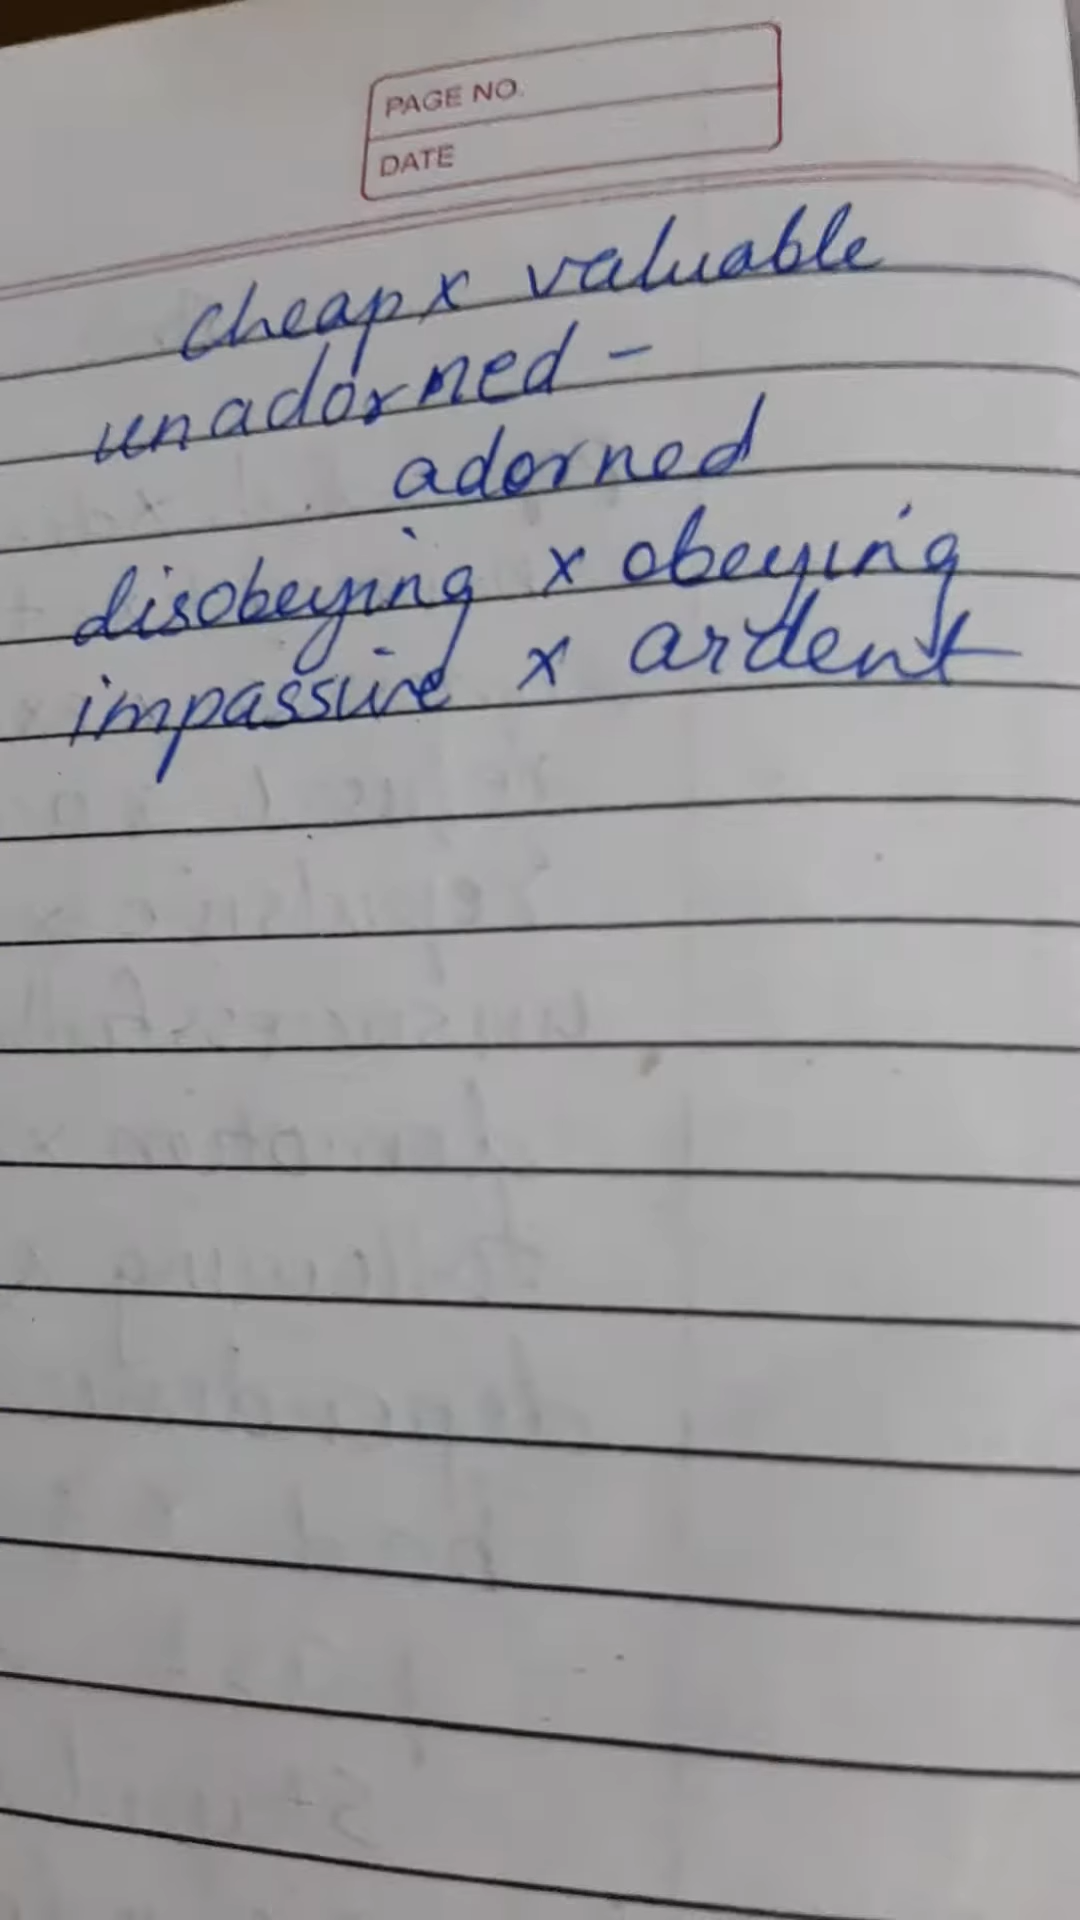 PAGE NO.
DATE
cheap x valuable
unadorned -
adorned
disobeying x obeying
impassive x ardent